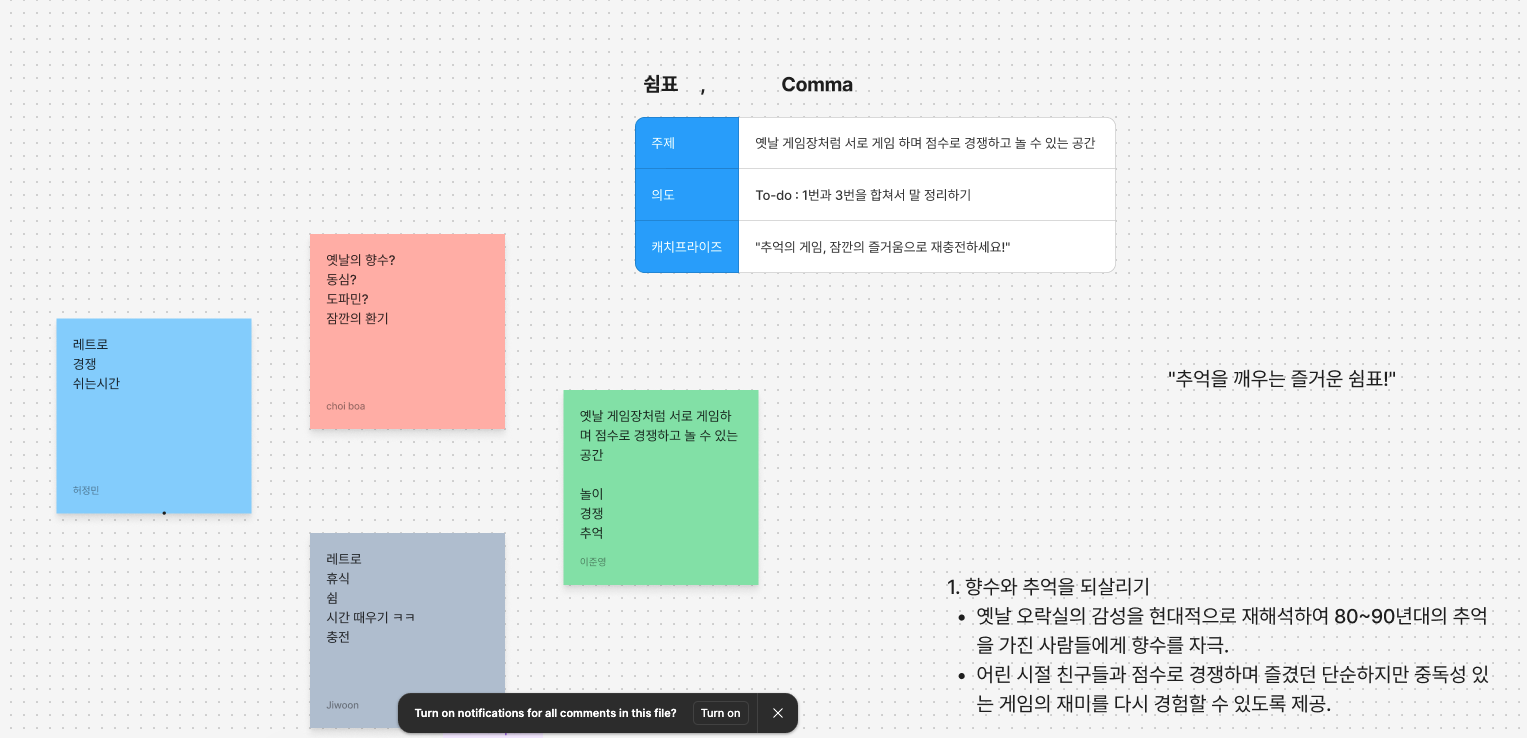 쉼표 , Comma
주제 옛날 게임장처럼 서로 게임 하며 점수로 경쟁하고 놀 수 있는 공간
의도 To-do : 1번과 3번을 합쳐서 말 정리하기
캐치프라이즈 "추억의 게임, 잠깐의 즐거움으로 재충전하세요!"
옛날의 향수?
동심?
도파민?
잠깐의 환기
choi boa
레트로
경쟁
쉬는시간
허정민
"추억을 깨우는 즐거운 쉼표!"
옛날 게임장처럼 서로 게임하
며 점수로 경쟁하고 놀 수 있는
공간
놀이
경쟁
추억
이준영
레트로
휴식
쉼
시간 때우기 ㅋㅋ
충전
Jiwoon
1. 향수와 추억을 되살리기
• 옛날 오락실의 감성을 현대적으로 재해석하여 80~90년대의 추억
을 가진 사람들에게 향수를 자극.
• 어린 시절 친구들과 점수로 경쟁하며 즐겼던 단순하지만 중독성 있
는 게임의 재미를 다시 경험할 수 있도록 제공.
Turn on notifications for all comments in this file? Turn on